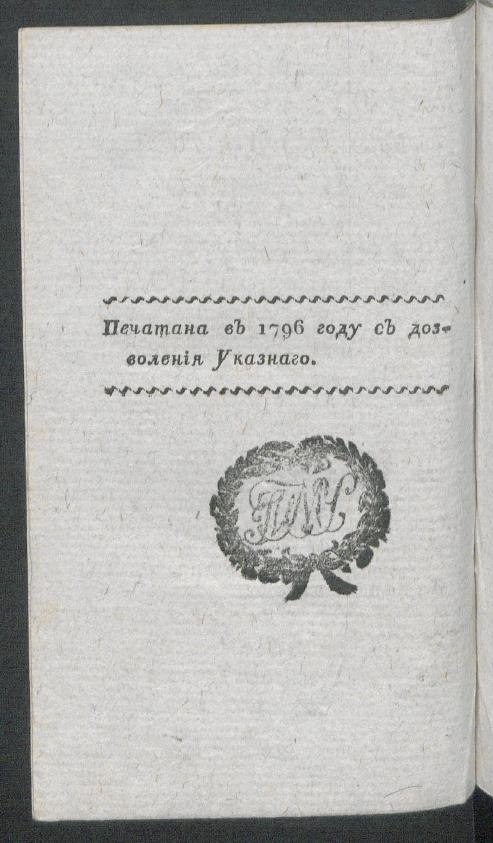 Печатана въ 1796 году съ доз-
воленія Указнаго.